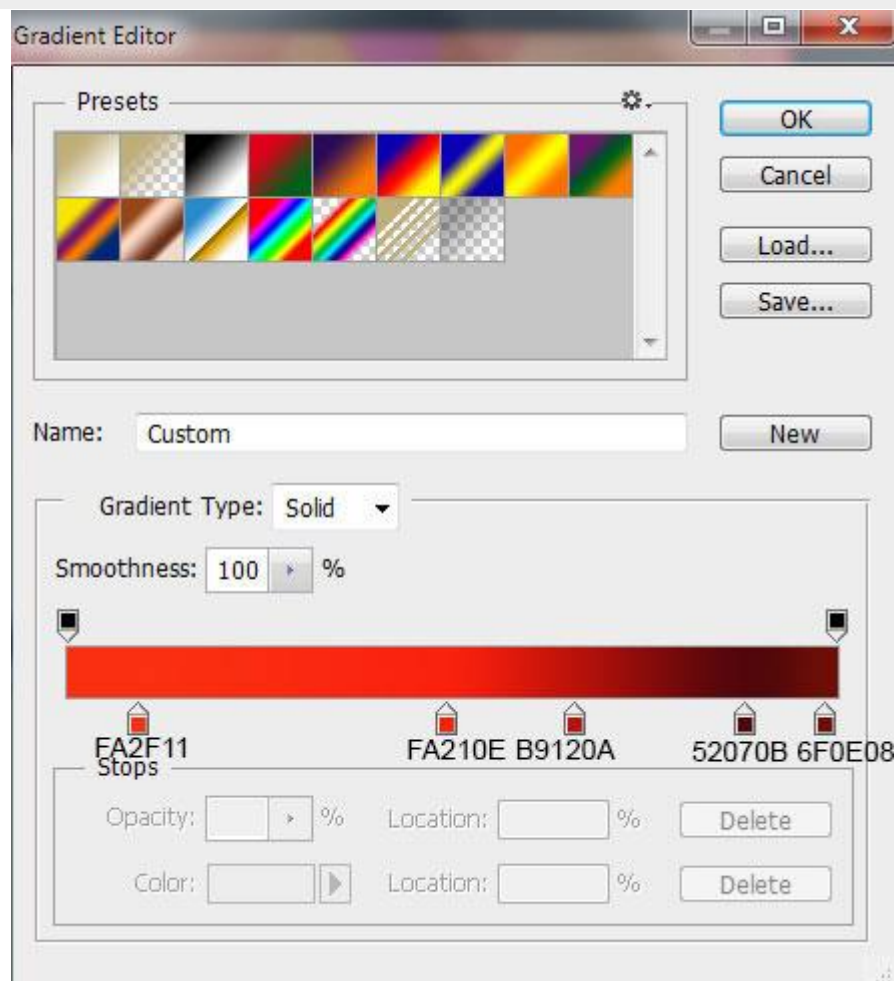 Gradient Editor
Presets
OK
Cancel
Load...
Save...
Name: Custom
New
Gradient Type: Solid
Smoothness: 100 %
FA2F11 FA210E B9120A 52070B 6F0E08
Stops
Opacity: % Location: % Delete
Color: Location: % Delete